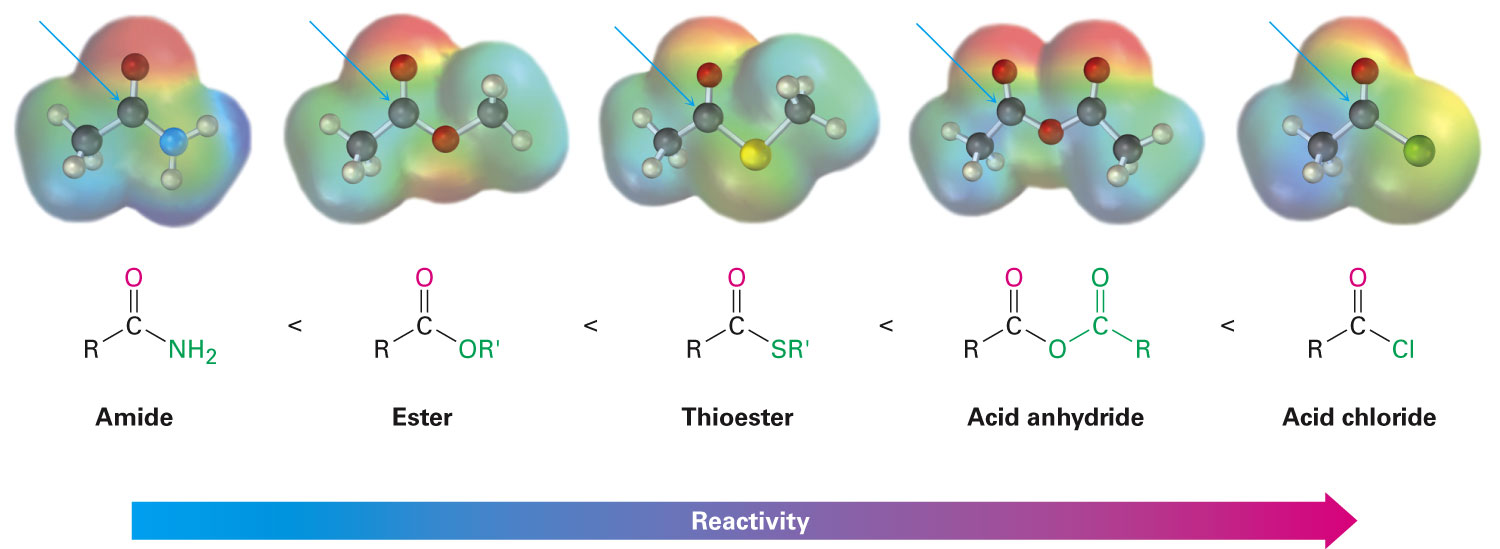 O O O O O
C < C < C < C C < C
R NH₂ R OR' R SR' R O R R Cl
Amide Ester Thioester Acid anhydride Acid chloride
Reactivity